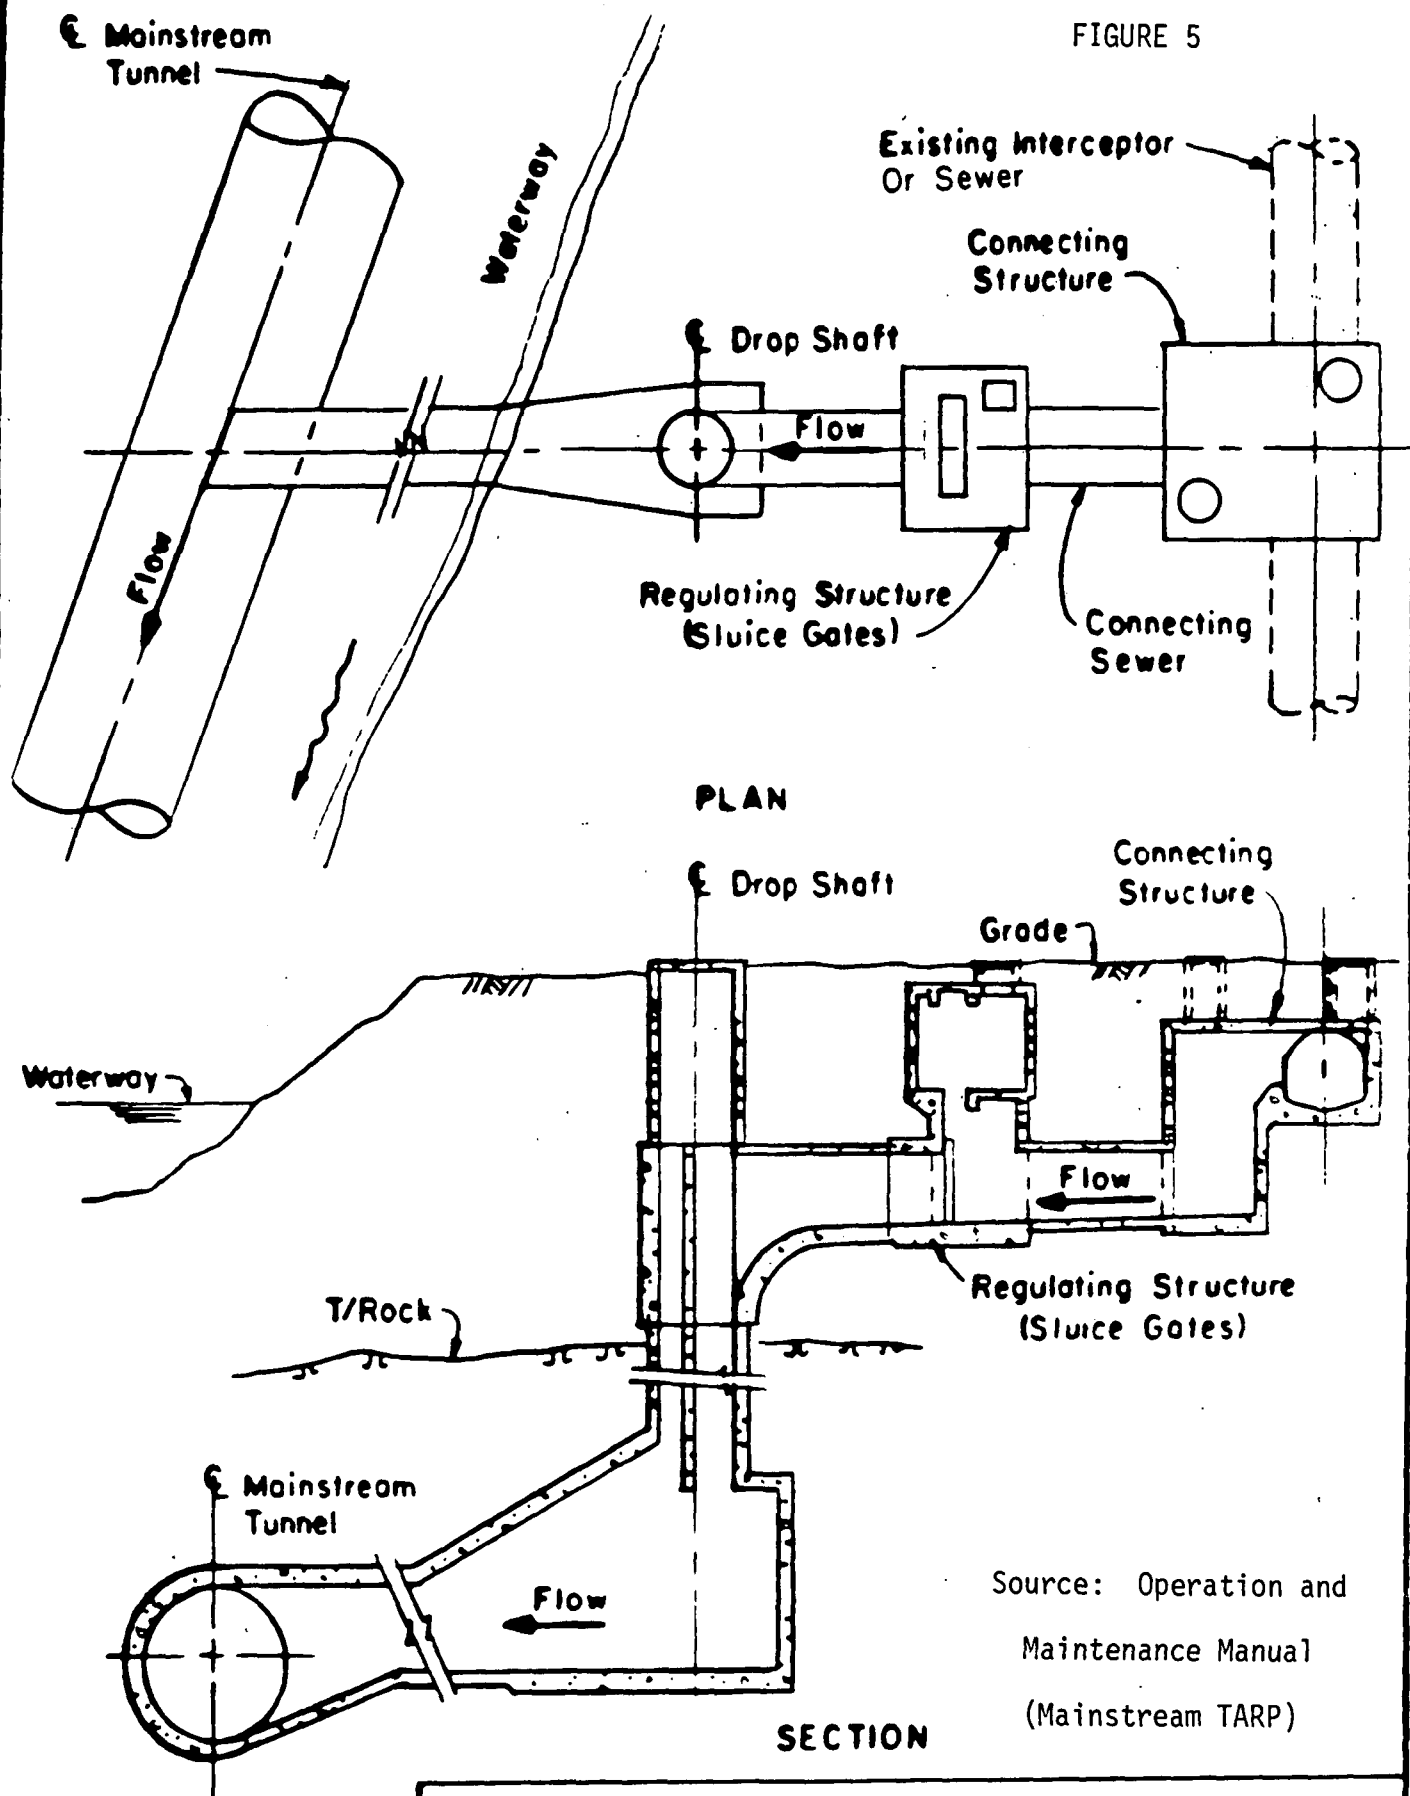 FIGURE 5
℄ Mainstream
Tunnel
Waterway
Existing Interceptor
Or Sewer
Connecting
Structure
℄ Drop Shaft
Flow
Flow
Regulating Structure
(Sluice Gates)
Connecting
Sewer
PLAN
℄ Drop Shaft
Connecting
Structure
Grade
Waterway
Flow
T/Rock
Regulating Structure
(Sluice Gates)
℄ Mainstream
Tunnel
Flow
Source: Operation and
Maintenance Manual
(Mainstream TARP)
SECTION